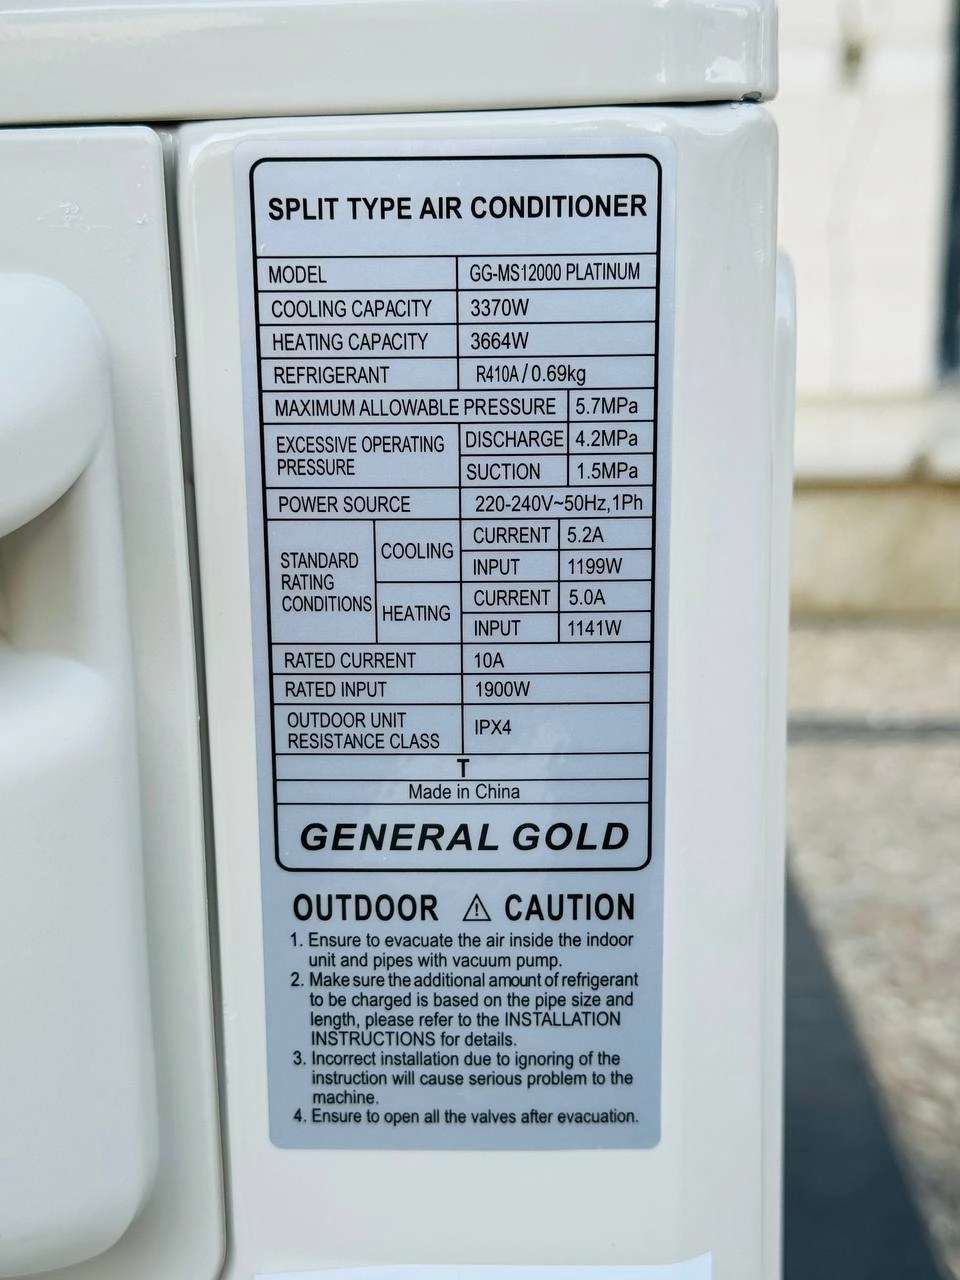 SPLIT TYPE AIR CONDITIONER
MODEL GG-MS12000 PLATINUM
COOLING CAPACITY 3370W
HEATING CAPACITY 3664W
REFRIGERANT R410A / 0.69kg
MAXIMUM ALLOWABLE PRESSURE 5.7MPa
EXCESSIVE OPERATING PRESSURE DISCHARGE 4.2MPa
SUCTION 1.5MPa
POWER SOURCE 220-240V~50Hz,1Ph
STANDARD RATING CONDITIONS COOLING CURRENT 5.2A
INPUT 1199W
HEATING CURRENT 5.0A
INPUT 1141W
RATED CURRENT 10A
RATED INPUT 1900W
OUTDOOR UNIT
RESISTANCE CLASS IPX4
T
Made in China
GENERAL GOLD
OUTDOOR ⚠ CAUTION
1. Ensure to evacuate the air inside the indoor
unit and pipes with vacuum pump.
2. Make sure the additional amount of refrigerant
to be charged is based on the pipe size and
length, please refer to the INSTALLATION
INSTRUCTIONS for details.
3. Incorrect installation due to ignoring of the
instruction will cause serious problem to the
machine.
4. Ensure to open all the valves after evacuation.